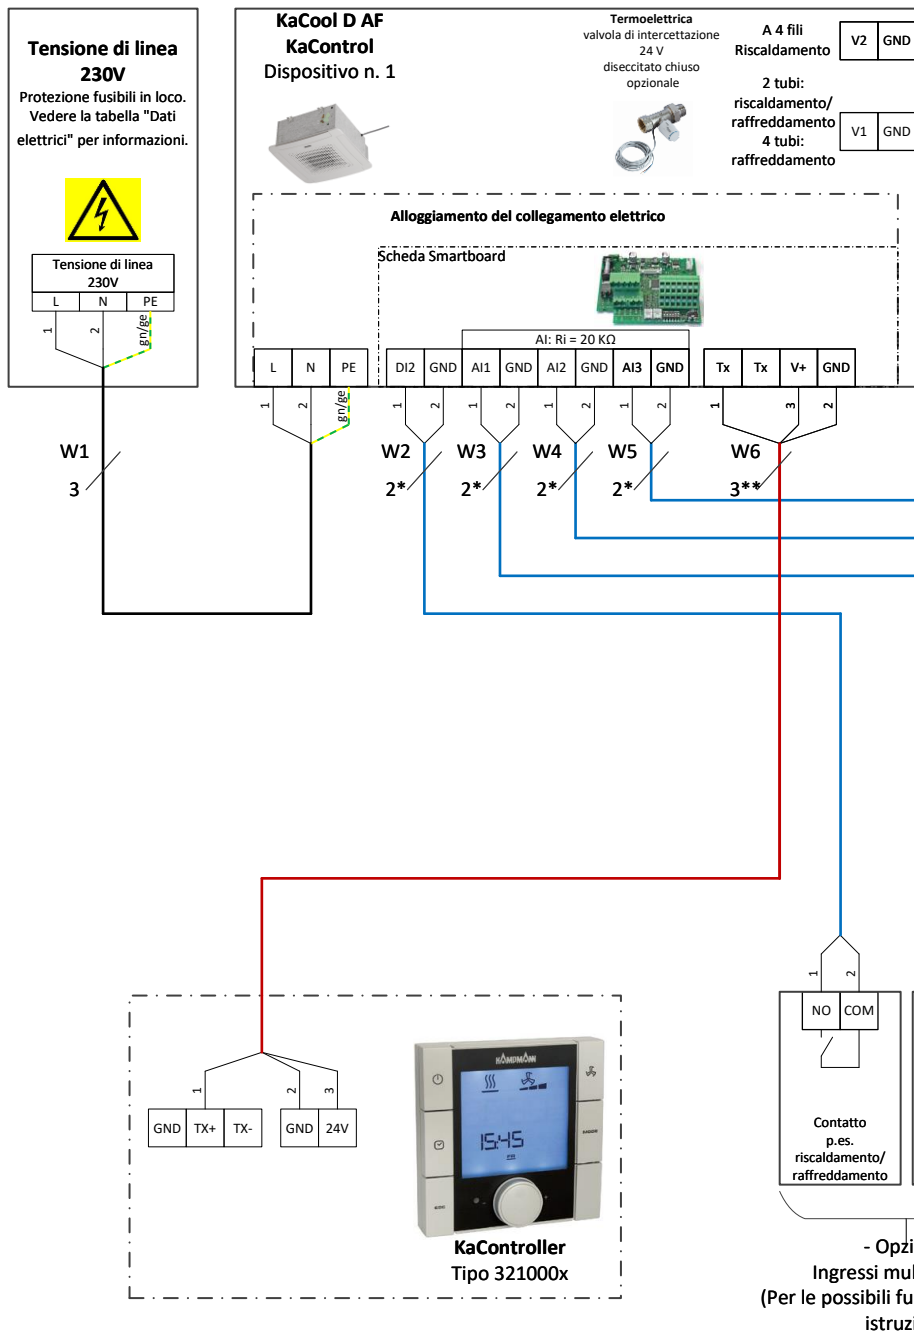 Tensione di linea
230V
Protezione fusibili in loco.
Vedere la tabella "Dati
elettrici" per informazioni.
Tensione di linea
230V
L N PE
1 2 gn/ge
W1
3
KaCool D AF
KaControl
Dispositivo n. 1
Termoelettrica
valvola di intercettazione
24 V
diseccitato chiuso
opzionale
A 4 fili
Riscaldamento
V2 GND
2 tubi:
riscaldamento/
raffreddamento
4 tubi:
raffreddamento
V1 GND
Alloggiamento del collegamento elettrico
Scheda Smartboard
AI: Ri = 20 KΩ
L N PE DI2 GND AI1 GND AI2 GND AI3 GND Tx Tx V+ GND
1 2 gn/ge 1 2 1 2 1 2 1 2 1 3 2
W2 W3 W4 W5 W6
2* 2* 2* 2* 3**
1 2
NO COM
Contatto
p.es.
riscaldamento/
raffreddamento
1 2 3
GND TX+ TX- GND 24V
KAMPMANN
15:45
KaController
Tipo 321000x
- Opzi
Ingressi mul
(Per le possibili fu
istruzi